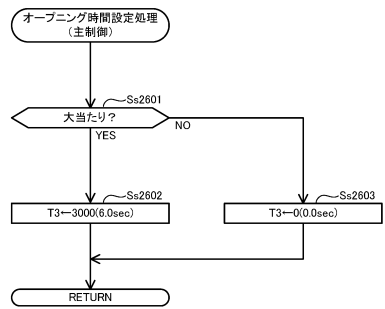 オープニング時間設定処理
(主制御)
Ss2601
大当たり?
YES
NO
Ss2602
T3←3000(6.0sec)
Ss2603
T3←0(0.0sec)
RETURN